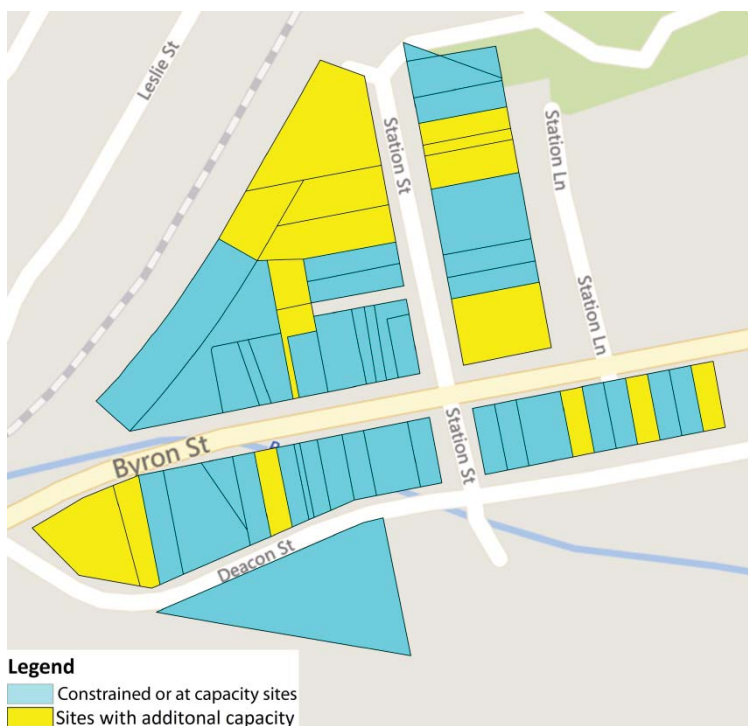 Leslie St
Station St
Station Ln
Station Ln
Byron St
Station St
Deacon St
Legend
Constrained or at capacity sites
Sites with additonal capacity